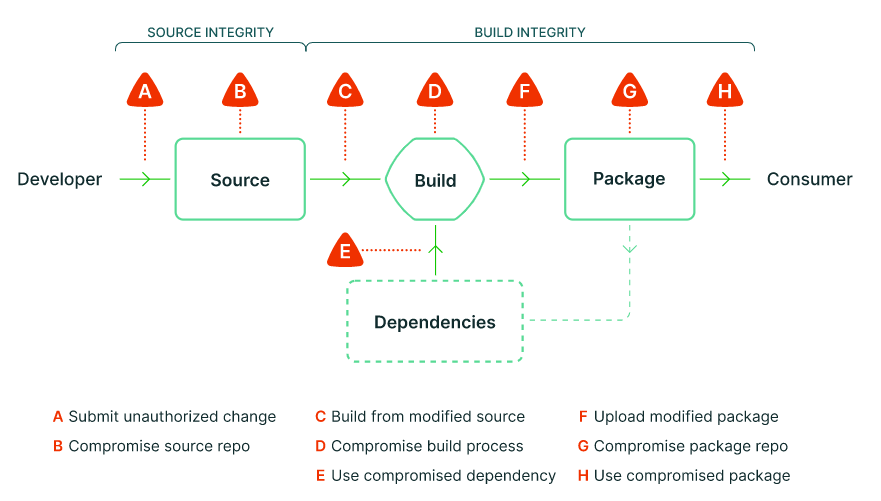 SOURCE INTEGRITY
BUILD INTEGRITY
A
B
C
D
F
G
H
Developer
Source
Build
Package
Consumer
E
Dependencies
A Submit unauthorized change
B Compromise source repo
C Build from modified source
D Compromise build process
E Use compromised dependency
F Upload modified package
G Compromise package repo
H Use compromised package